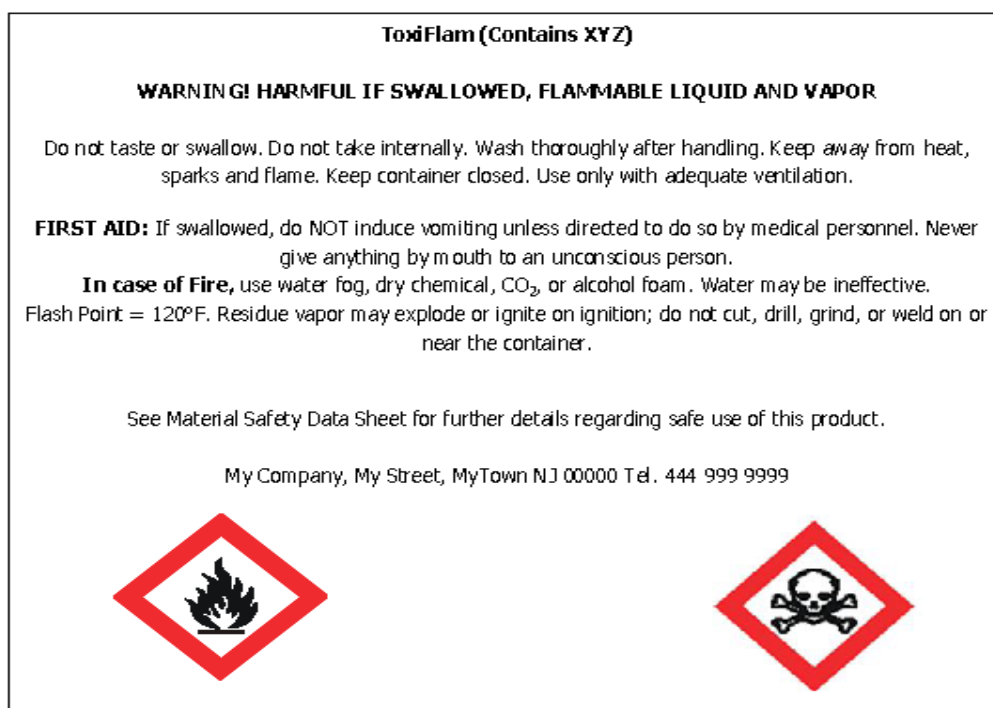 ToxiFlam (Contains XYZ)
WARNING! HARMFUL IF SWALLOWED, FLAMMABLE LIQUID AND VAPOR
Do not taste or swallow. Do not take internally. Wash thoroughly after handling. Keep away from heat,
sparks and flame. Keep container closed. Use only with adequate ventilation.
FIRST AID: If swallowed, do NOT induce vomiting unless directed to do so by medical personnel. Never
give anything by mouth to an unconscious person.
In case of Fire, use water fog, dry chemical, CO₂, or alcohol foam. Water may be ineffective.
Flash Point = 120°F. Residue vapor may explode or ignite on ignition; do not cut, drill, grind, or weld on or
near the container.
See Material Safety Data Sheet for further details regarding safe use of this product.
My Company, My Street, MyTown NJ 00000 Tel. 444 999 9999